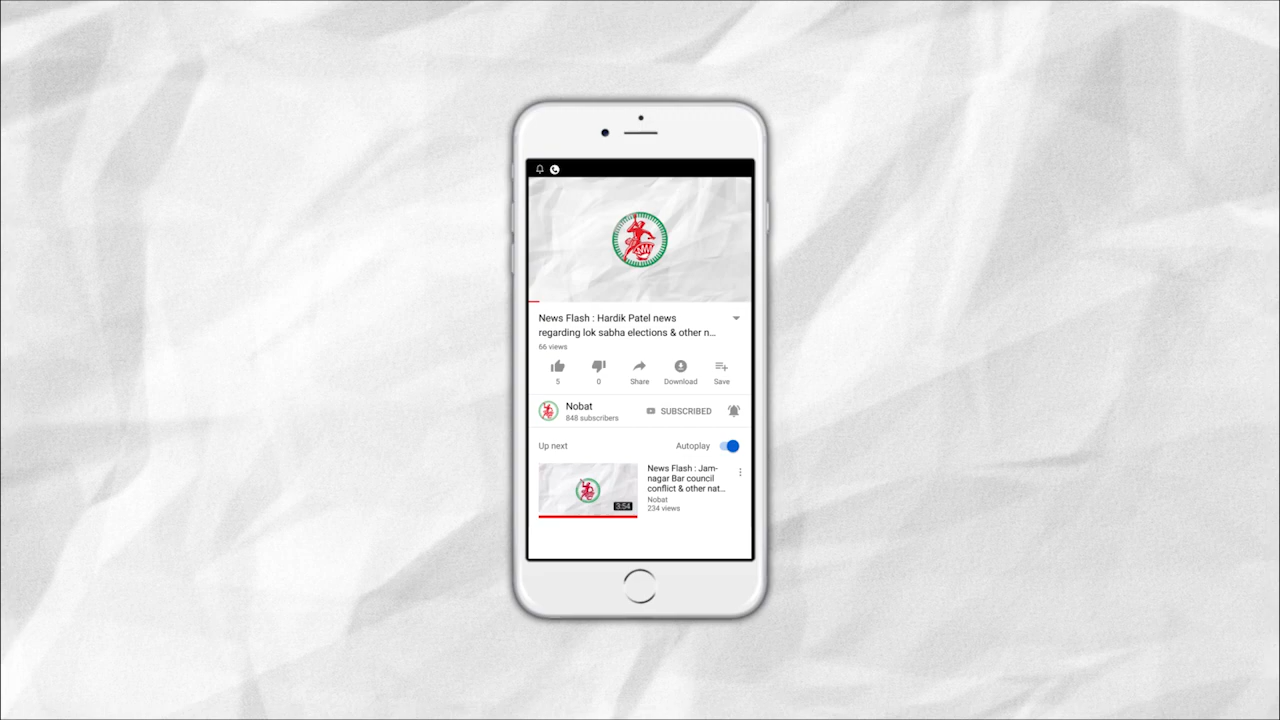 News Flash : Hardik Patel news
regarding lok sabha elections & other n...
66 views
5
0
Share
Download
Save
Nobat
848 subscribers
SUBSCRIBED
Up next
Autoplay
News Flash : Jam-
nagar Bar council
conflict & other nat...
Nobat
234 views
3:54